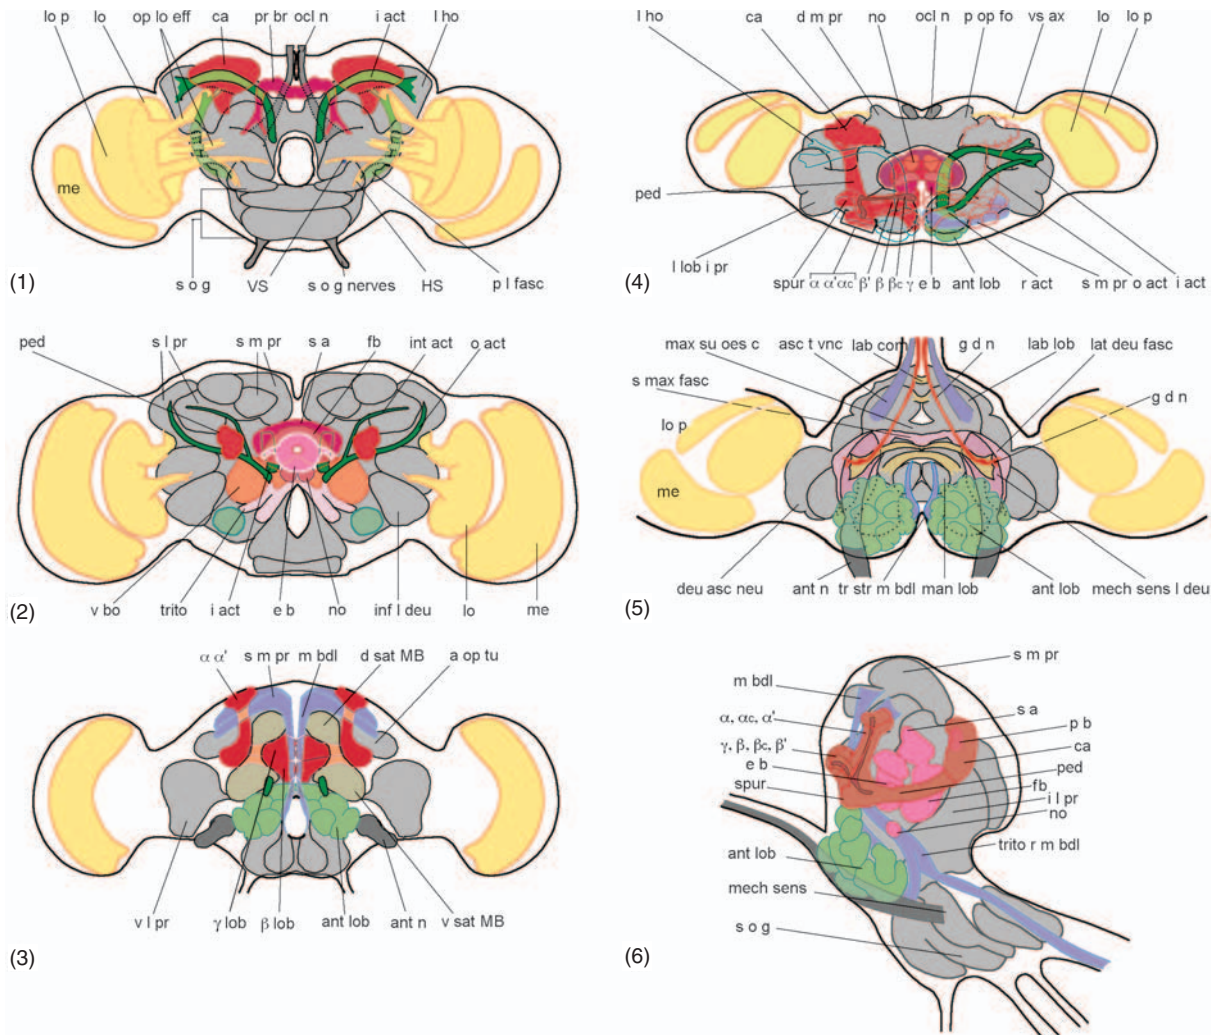 lo p lo op lo eff ca pr br ocl n i act l ho
me
(1)
s o g VS s o g nerves HS p l fasc
l ho ca d m pr no ocl n p op fo vs ax lo lo p
ped
l lob i pr
(4)
spur α α'αc' β' β βc γ e b ant lob r act s m pr o act i act
ped s l pr s m pr s a fb int act o act
(2)
v bo trito i act e b no inf l deu lo me
max su oes c asc t vnc lab com g d n lab lob lat deu fasc
s max fasc
g d n
lo p
me
(5)
deu asc neu ant n tr str m bdl man lob ant lob mech sens l deu
α α' s m pr m bdl d sat MB a op tu
v l pr γ lob β lob ant lob ant n v sat MB
(3)
s m pr
m bdl
α, αc, α'
s a
p b
γ, β, βc, β'
ca
e b
ped
spur
fb
i l pr
no
trito r m bdl
ant lob
mech sens
s o g
(6)